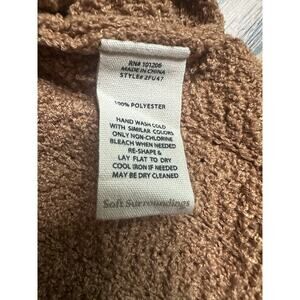 RN# 101206
MADE IN CHINA
STYLE# 2FU47
100% POLYESTER
HAND WASH COLD
WITH SIMILAR COLORS
ONLY NON-CHLORINE
BLEACH WHEN NEEDED
RE-SHAPE &
LAY FLAT TO DRY
COOL IRON IF NEEDED
MAY BE DRY CLEANED
Soft Surroundings